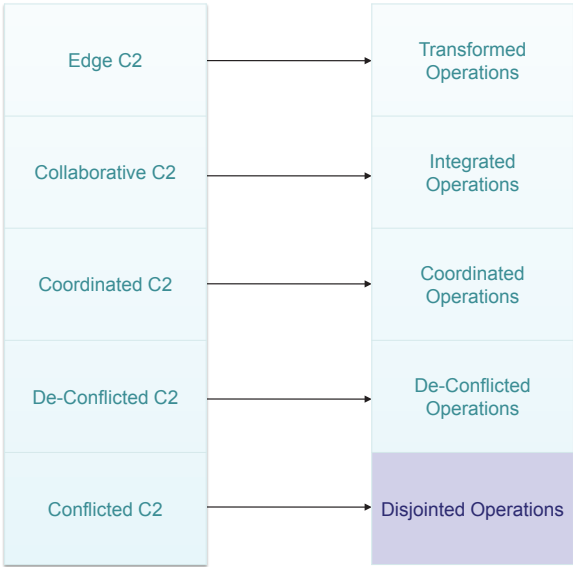 Edge C2
Transformed
Operations
Collaborative C2
Integrated
Operations
Coordinated C2
Coordinated
Operations
De-Conflicted C2
De-Conflicted
Operations
Conflicted C2
Disjointed Operations